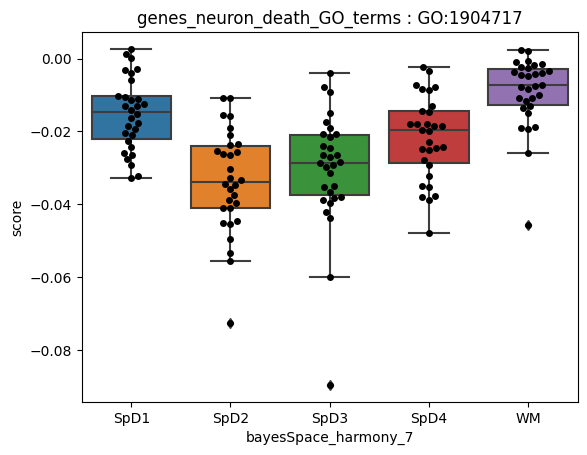 genes_neuron_death_GO_terms : GO:1904717
score
0.00
−0.02
−0.04
−0.06
−0.08
SpD1 SpD2 SpD3 SpD4 WM
bayesSpace_harmony_7